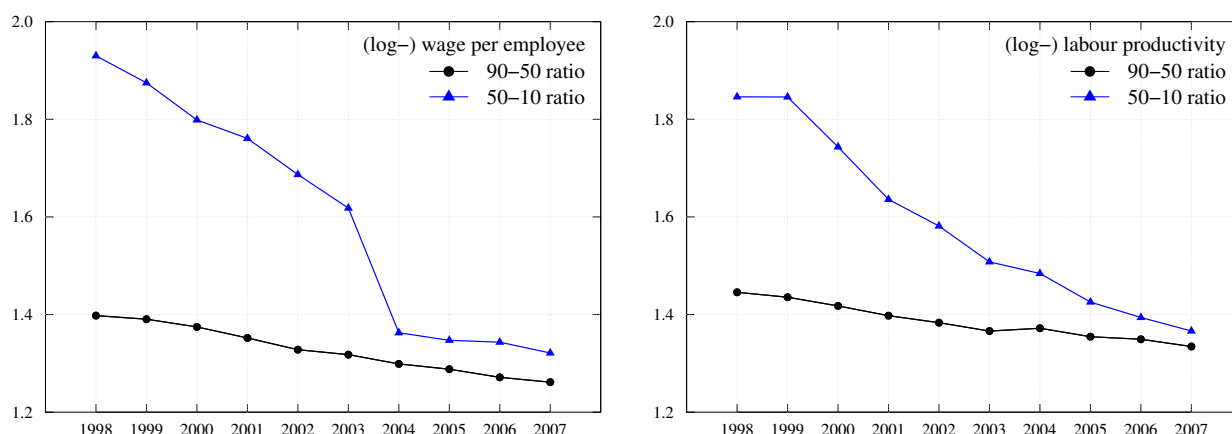 2.0
1.8
1.6
1.4
1.2
(log−) wage per employee
90−50 ratio
50−10 ratio
1998 1999 2000 2001 2002 2003 2004 2005 2006 2007
2.0
1.8
1.6
1.4
1.2
(log−) labour productivity
90−50 ratio
50−10 ratio
1998 1999 2000 2001 2002 2003 2004 2005 2006 2007